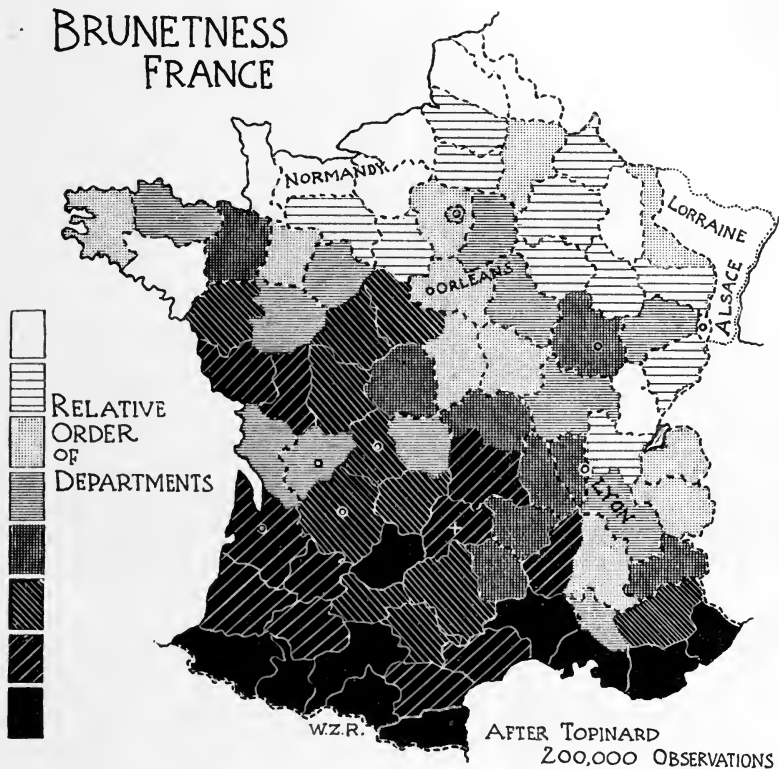 BRUNETNESS
FRANCE
NORMANDY
LORRAINE
ALSACE
ORLEANS
RELATIVE
ORDER
OF
DEPARTMENTS
LYON
W.Z.R.
AFTER TOPINARD
200,000 OBSERVATIONS